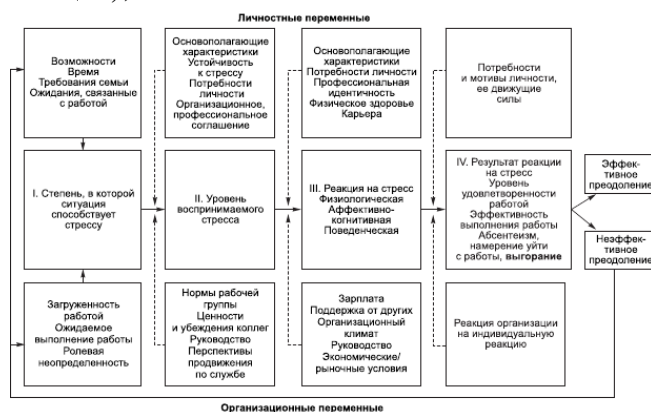 Личностные переменные
Возможности
Время
Требования семьи
Ожидания, связанные
с работой
Основополагающие
характеристики
Устойчивость
к стрессу
Потребности
личности
Организационное,
профессиональное
соглашение
Основополагающие
характеристики
Потребности личности
Профессиональная
идентичность
Физическое здоровье
Карьера
Потребности
и мотивы личности,
ее движущие
силы
I. Степень, в которой
ситуация
способствует
стрессу
II. Уровень
воспринимаемого
стресса
III. Реакция на стресс
Физиологическая
Аффективно-
когнитивная
Поведенческая
IV. Результат реакции
на стресс
Уровень
удовлетворенности
работой
Эффективность
выполнения работы
Абсентеизм,
намерение уйти
с работы, выгорание
Эффек-
тивное
преодоление
Неэффек-
тивное
преодоление
Загруженность
работой
Ожидаемое
выполнение работы
Ролевая
неопределенность
Нормы рабочей
группы
Ценности
и убеждения коллег
Руководство
Перспективы
продвижения
по службе
Зарплата
Поддержка от других
Организационный
климат
Руководство
Экономические/
рыночные условия
Реакция организации
на индивидуальную
реакцию
Организационные переменные